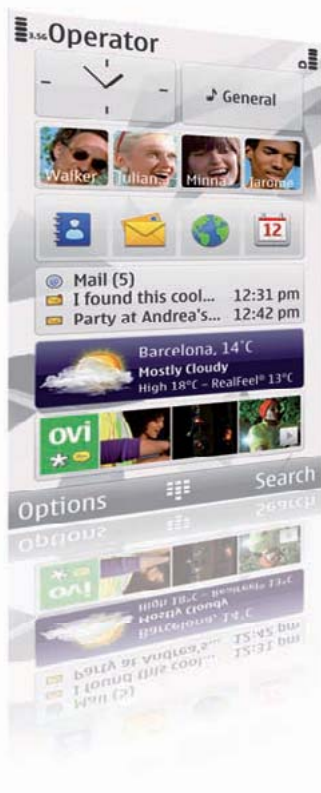 3.5G Operator
General
Walker Juliana Minna Jarome
12
Mail (5)
I found this cool... 12:31 pm
Party at Andrea's... 12:42 pm
Barcelona, 14°C
Mostly Cloudy
High 18°C – RealFeel® 13°C
ovi
Options Search